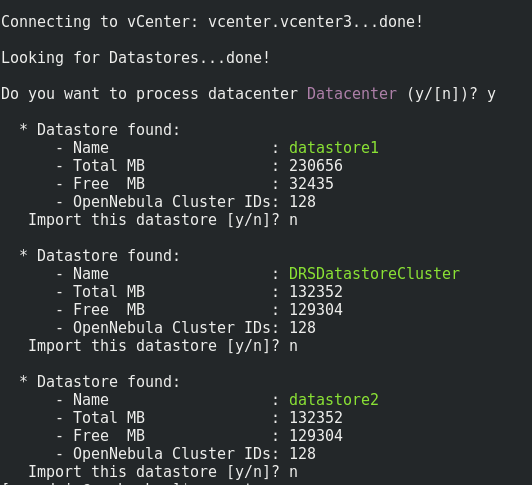 Connecting to vCenter: vcenter.vcenter3...done!
Looking for Datastores...done!
Do you want to process datacenter Datacenter (y/[n])? y
* Datastore found:
- Name : datastore1
- Total MB : 230656
- Free  MB : 32435
- OpenNebula Cluster IDs: 128
Import this datastore [y/n]? n
* Datastore found:
- Name : DRSDatastoreCluster
- Total MB : 132352
- Free  MB : 129304
- OpenNebula Cluster IDs: 128
Import this datastore [y/n]? n
* Datastore found:
- Name : datastore2
- Total MB : 132352
- Free  MB : 129304
- OpenNebula Cluster IDs: 128
Import this datastore [y/n]? n